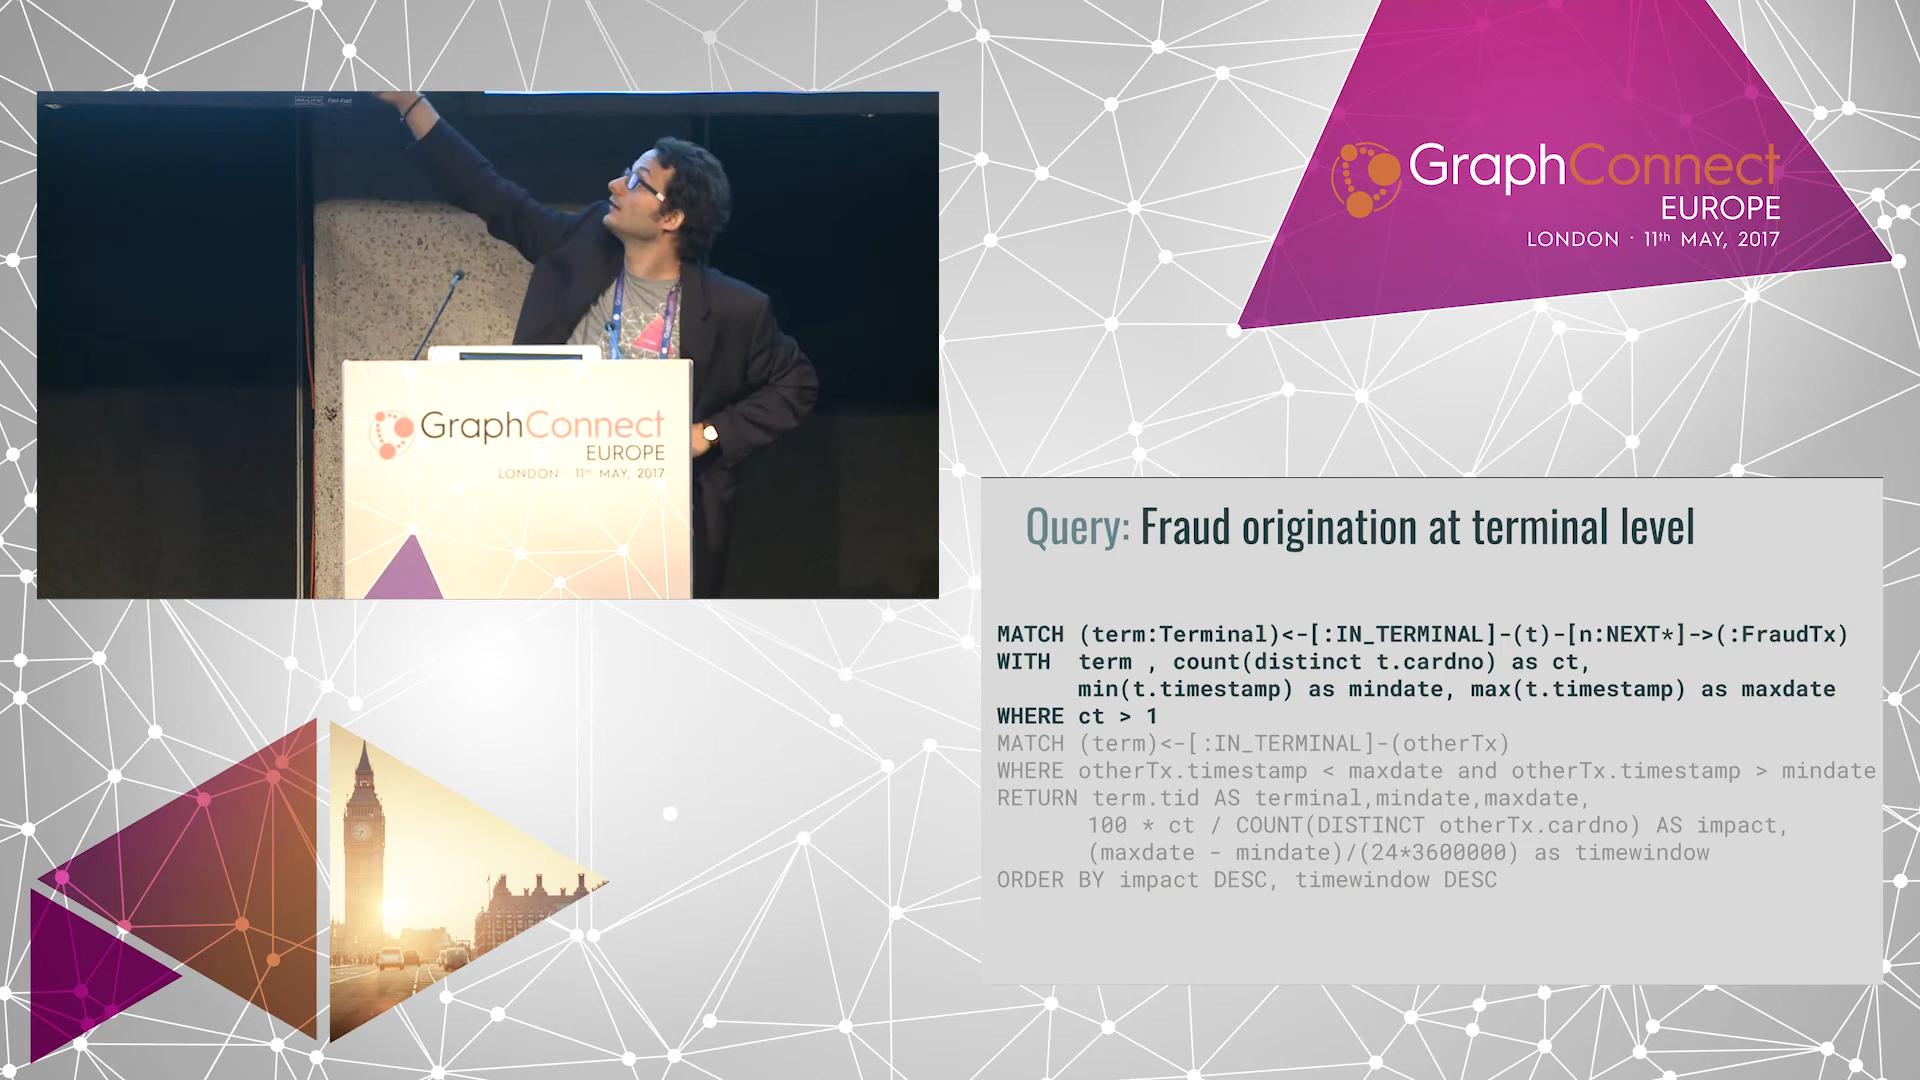 DA-LITE Fast-Fold
GraphConnect
EUROPE
LONDON · 11th MAY, 2017
GraphConnect
EUROPE
LONDON · 11th MAY, 2017
Query: Fraud origination at terminal level
MATCH (term:Terminal)<-[:IN_TERMINAL]-(t)-[n:NEXT*]->(:FraudTx)
WITH term , count(distinct t.cardno) as ct,
min(t.timestamp) as mindate, max(t.timestamp) as maxdate
WHERE ct > 1
MATCH (term)<-[:IN_TERMINAL]-(otherTx)
WHERE otherTx.timestamp < maxdate and otherTx.timestamp > mindate
RETURN term.tid AS terminal,mindate,maxdate,
100 * ct / COUNT(DISTINCT otherTx.cardno) AS impact,
(maxdate - mindate)/(24*3600000) as timewindow
ORDER BY impact DESC, timewindow DESC